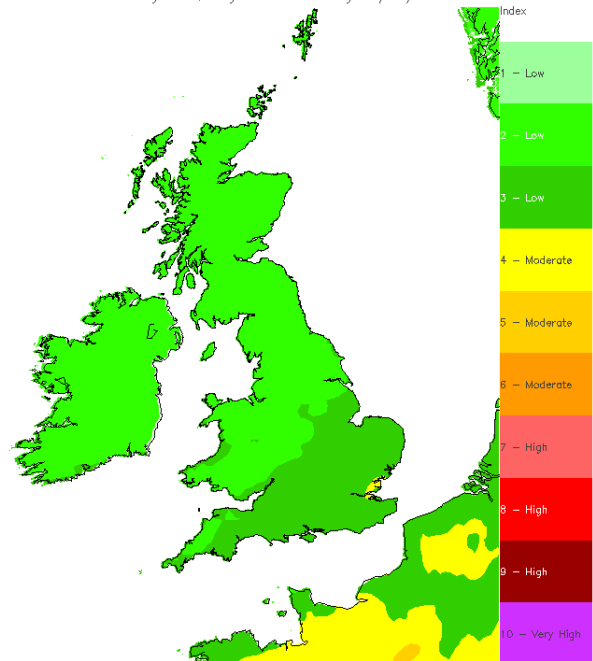 Index
1 - Low
2 - Low
3 - Low
4 - Moderate
5 - Moderate
6 - Moderate
7 - High
8 - High
9 - High
10 - Very High